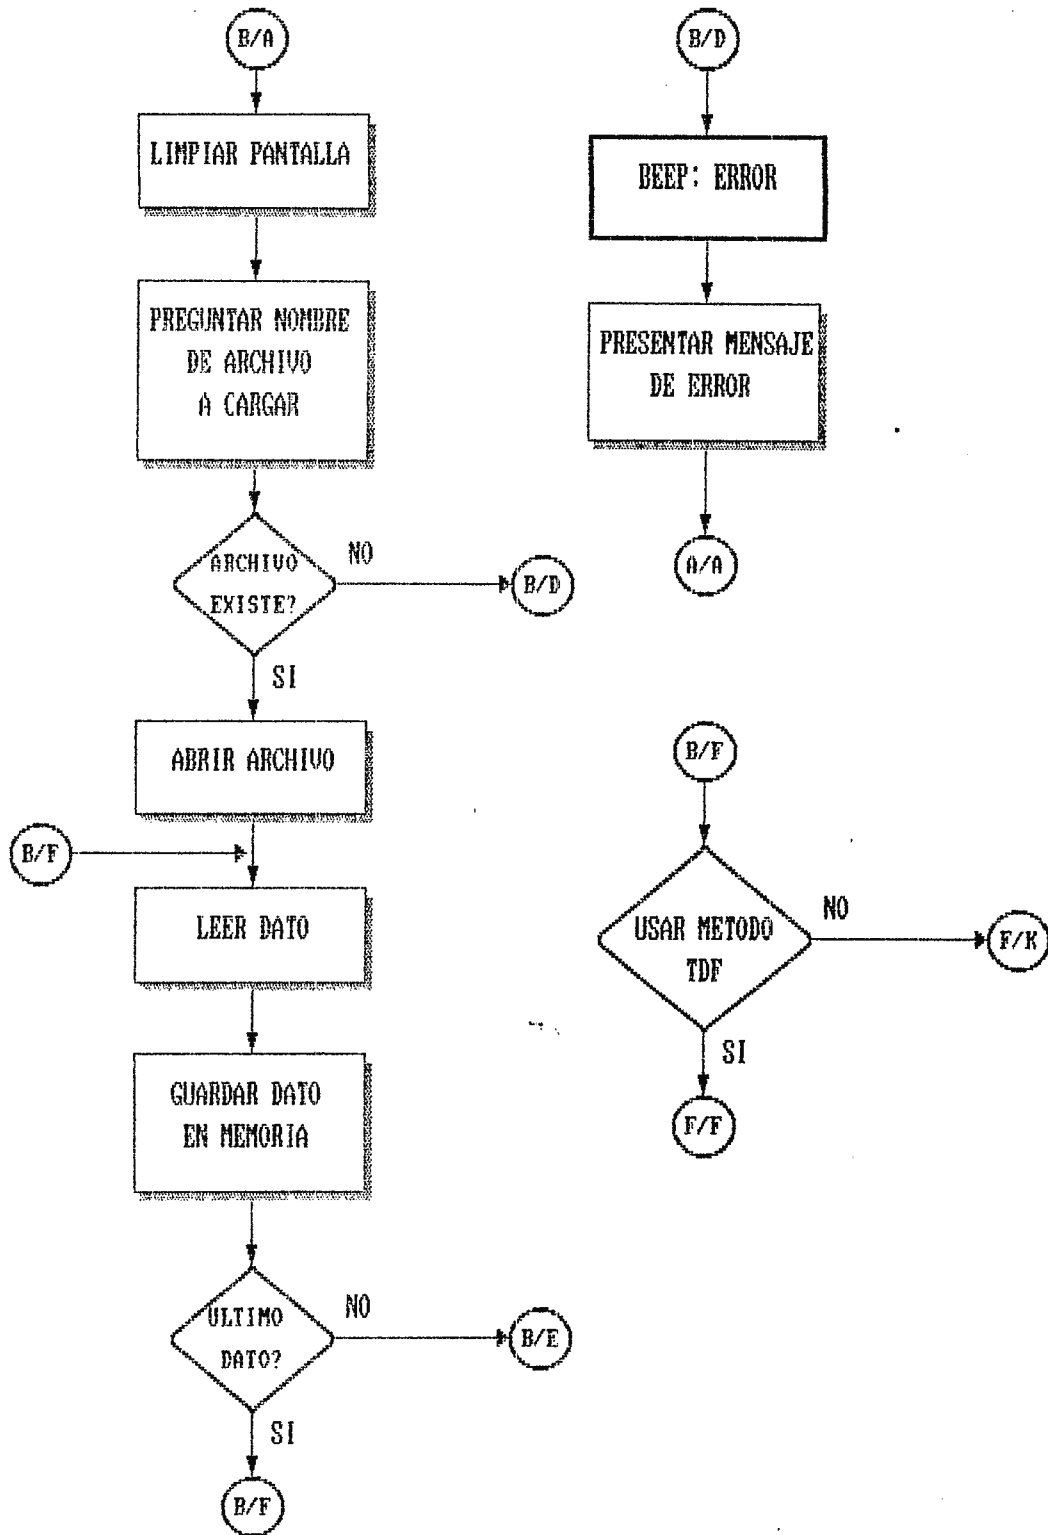 B/A
LIMPIAR PANTALLA
PREGUNTAR NOMBRE
DE ARCHIVO
A CARGAR
ARCHIVO
EXISTE?
NO
B/D
SI
ABRIR ARCHIVO
B/F
LEER DATO
GUARDAR DATO
EN MEMORIA
ULTIMO
DATO?
NO
B/E
SI
B/F
B/D
BEEP: ERROR
PRESENTAR MENSAJE
DE ERROR
A/A
B/F
USAR METODO
TDF
NO
F/K
SI
F/F